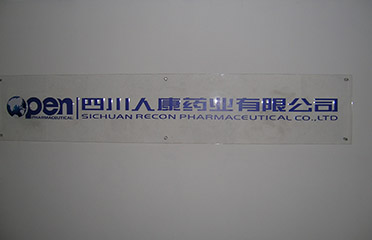 Open
PHARMACEUTICAL
四川人康药业有限公司
SICHUAN RECON PHARMACEUTICAL CO.,LTD